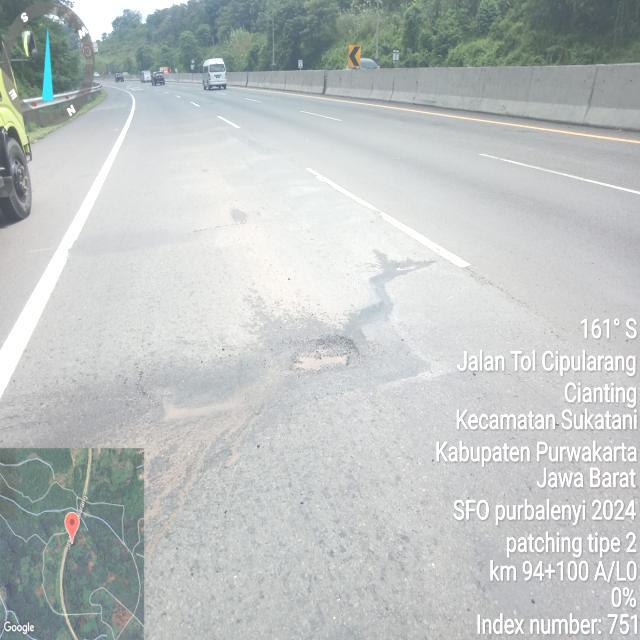 161° S
Jalan Tol Cipularang
Cianting
Kecamatan Sukatani
Kabupaten Purwakarta
Jawa Barat
SFO purbalenyi 2024
patching tipe 2
km 94+100 A/L0
0%
Index number: 751
Google